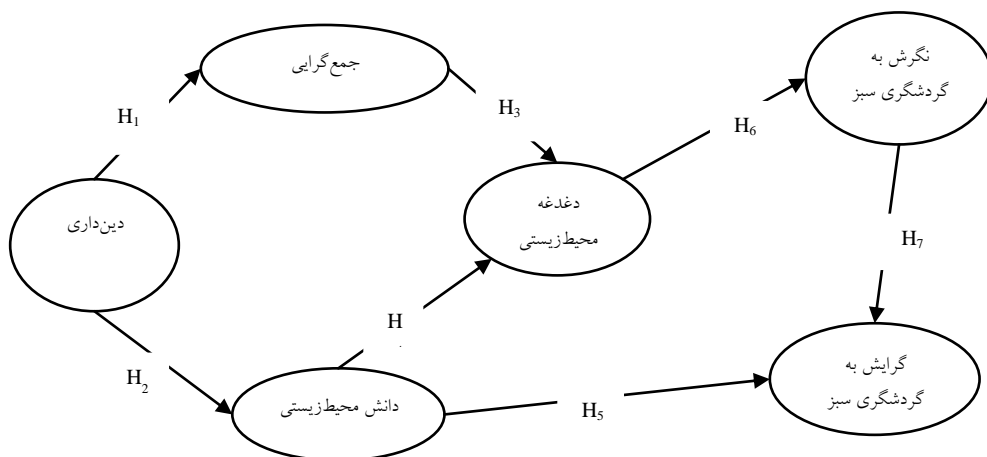 جمع‌گرایی
نگرش به
گردشگری سبز
H1
H3
H6
دین‌داری
دغدغه
محیط‌زیستی
H7
H
H2
دانش محیط‌زیستی
H5
گرایش به
گردشگری سبز